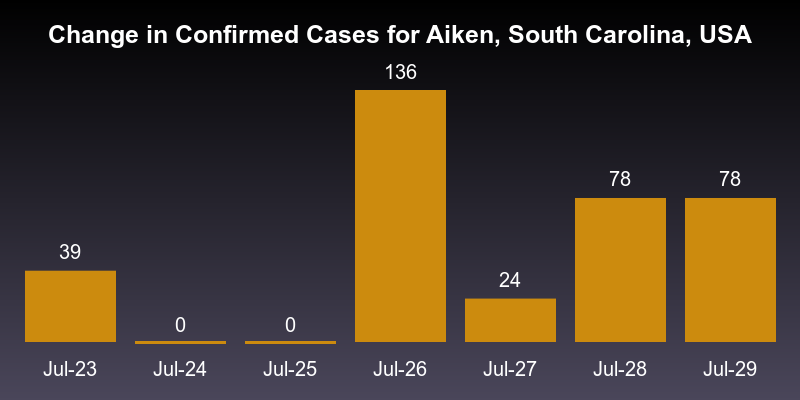 Change in Confirmed Cases for Aiken, South Carolina, USA
136
78 78
39
24
0 0
Jul-23 Jul-24 Jul-25 Jul-26 Jul-27 Jul-28 Jul-29